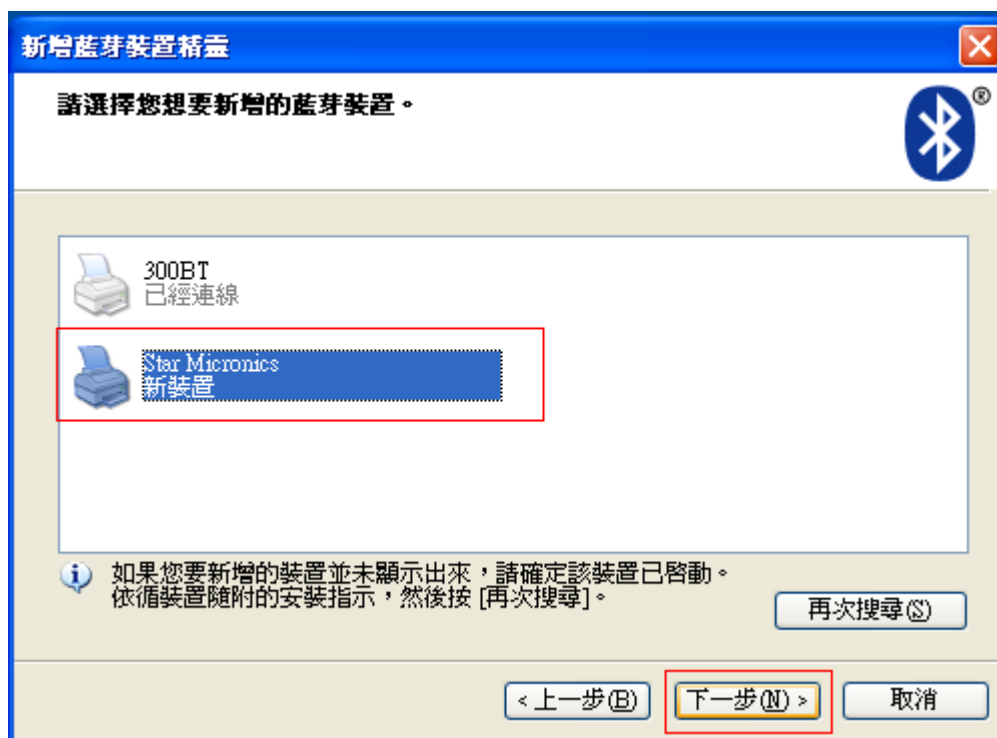 新增藍芽裝置精靈
請選擇您想要新增的藍芽裝置。
®
300BT
已經連線
Star Micronics
新裝置
如果您要新增的裝置並未顯示出來,請確定該裝置已啓動。
依循裝置隨附的安裝指示,然後按 [再次搜尋]。
再次搜尋(S)
< 上一步(B)
下一步(N) >
取消